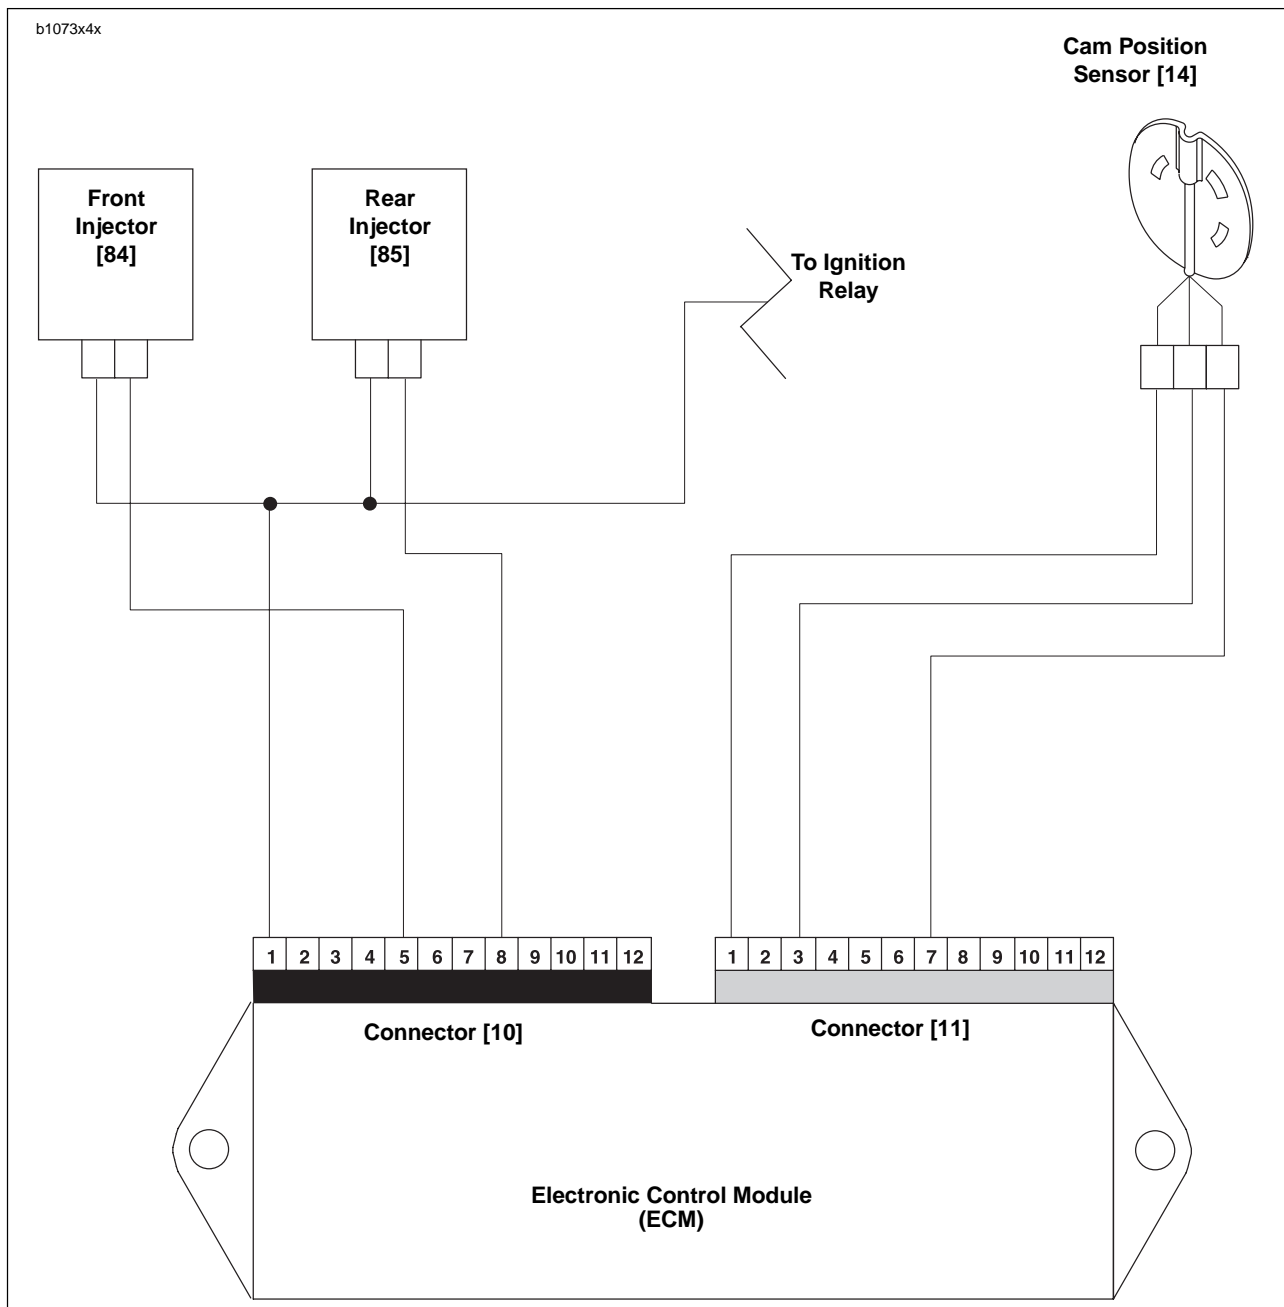 b1073x4x
Cam Position
Sensor [14]
Front
Injector
[84]
Rear
Injector
[85]
To Ignition
Relay
1 2 3 4 5 6 7 8 9 10 11 12
1 2 3 4 5 6 7 8 9 10 11 12
Connector [10]
Connector [11]
Electronic Control Module
(ECM)